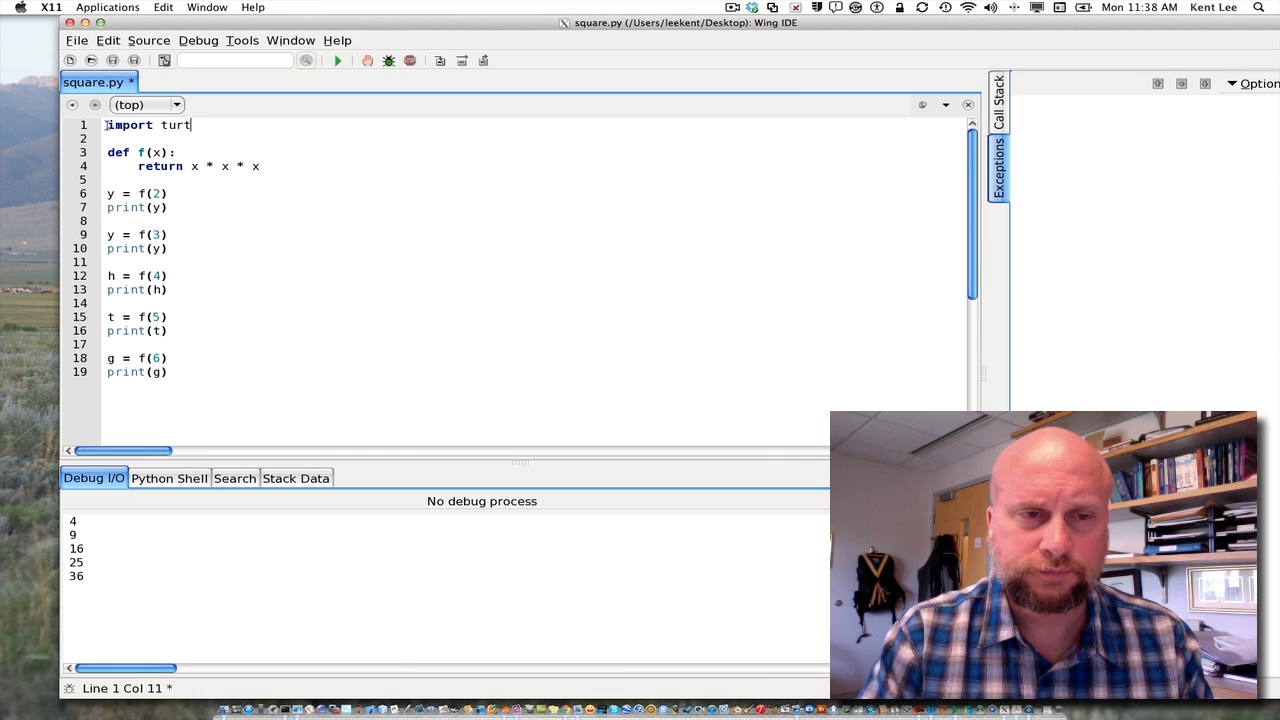 X11 Applications Edit Window Help Mon 11:38 AM Kent Lee
square.py (/Users/leekent/Desktop): Wing IDE
File Edit Source Debug Tools Window Help
square.py *
(top)
Call Stack
Exceptions
Option
1 import turt
2
3 def f(x):
4 return x * x * x
5
6 y = f(2)
7 print(y)
8
9 y = f(3)
10 print(y)
11
12 h = f(4)
13 print(h)
14
15 t = f(5)
16 print(t)
17
18 g = f(6)
19 print(g)
Debug I/O Python Shell Search Stack Data
No debug process
4
9
16
25
36
Line 1 Col 11 *